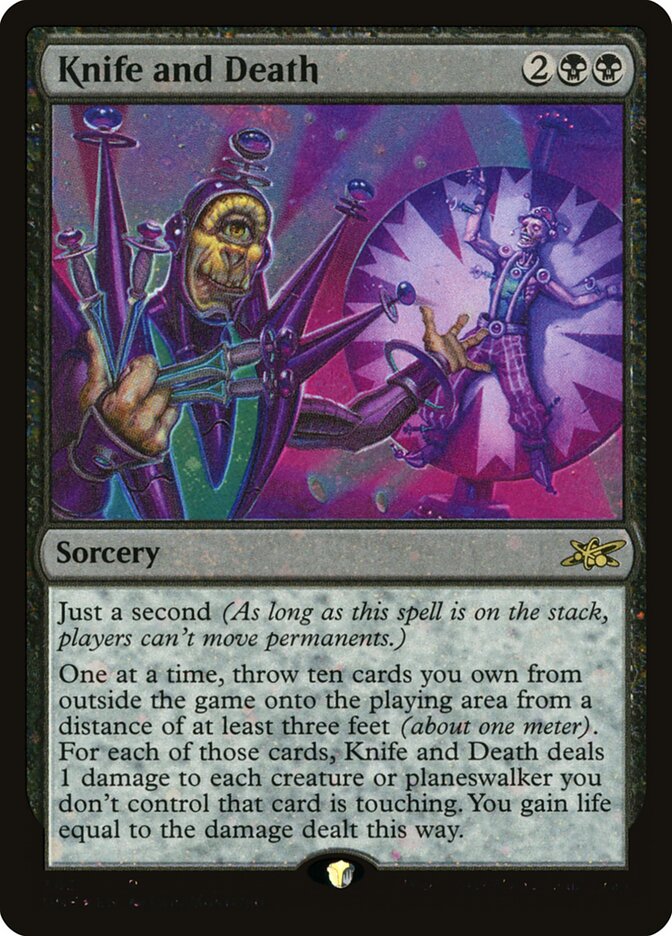 Knife and Death 2
Sorcery
Just a second (As long as this spell is on the stack,
players can't move permanents.)
One at a time, throw ten cards you own from
outside the game onto the playing area from a
distance of at least three feet (about one meter).
For each of those cards, Knife and Death deals
1 damage to each creature or planeswalker you
don't control that card is touching. You gain life
equal to the damage dealt this way.